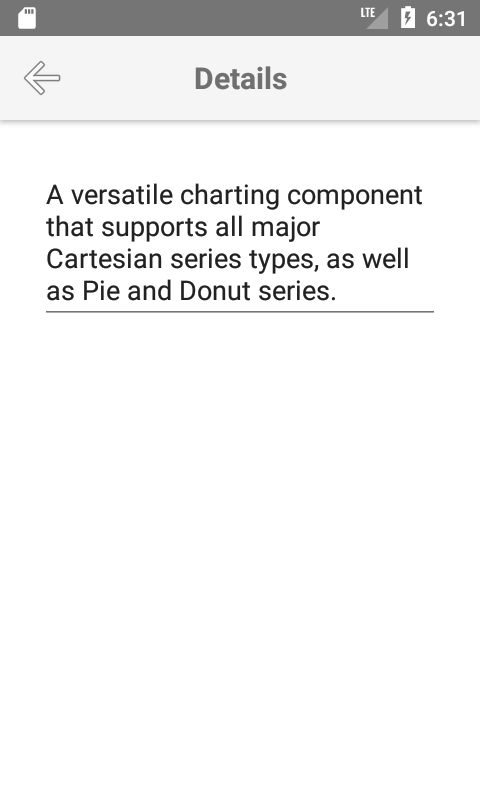 LTE 6:31
Details
A versatile charting component
that supports all major
Cartesian series types, as well
as Pie and Donut series.